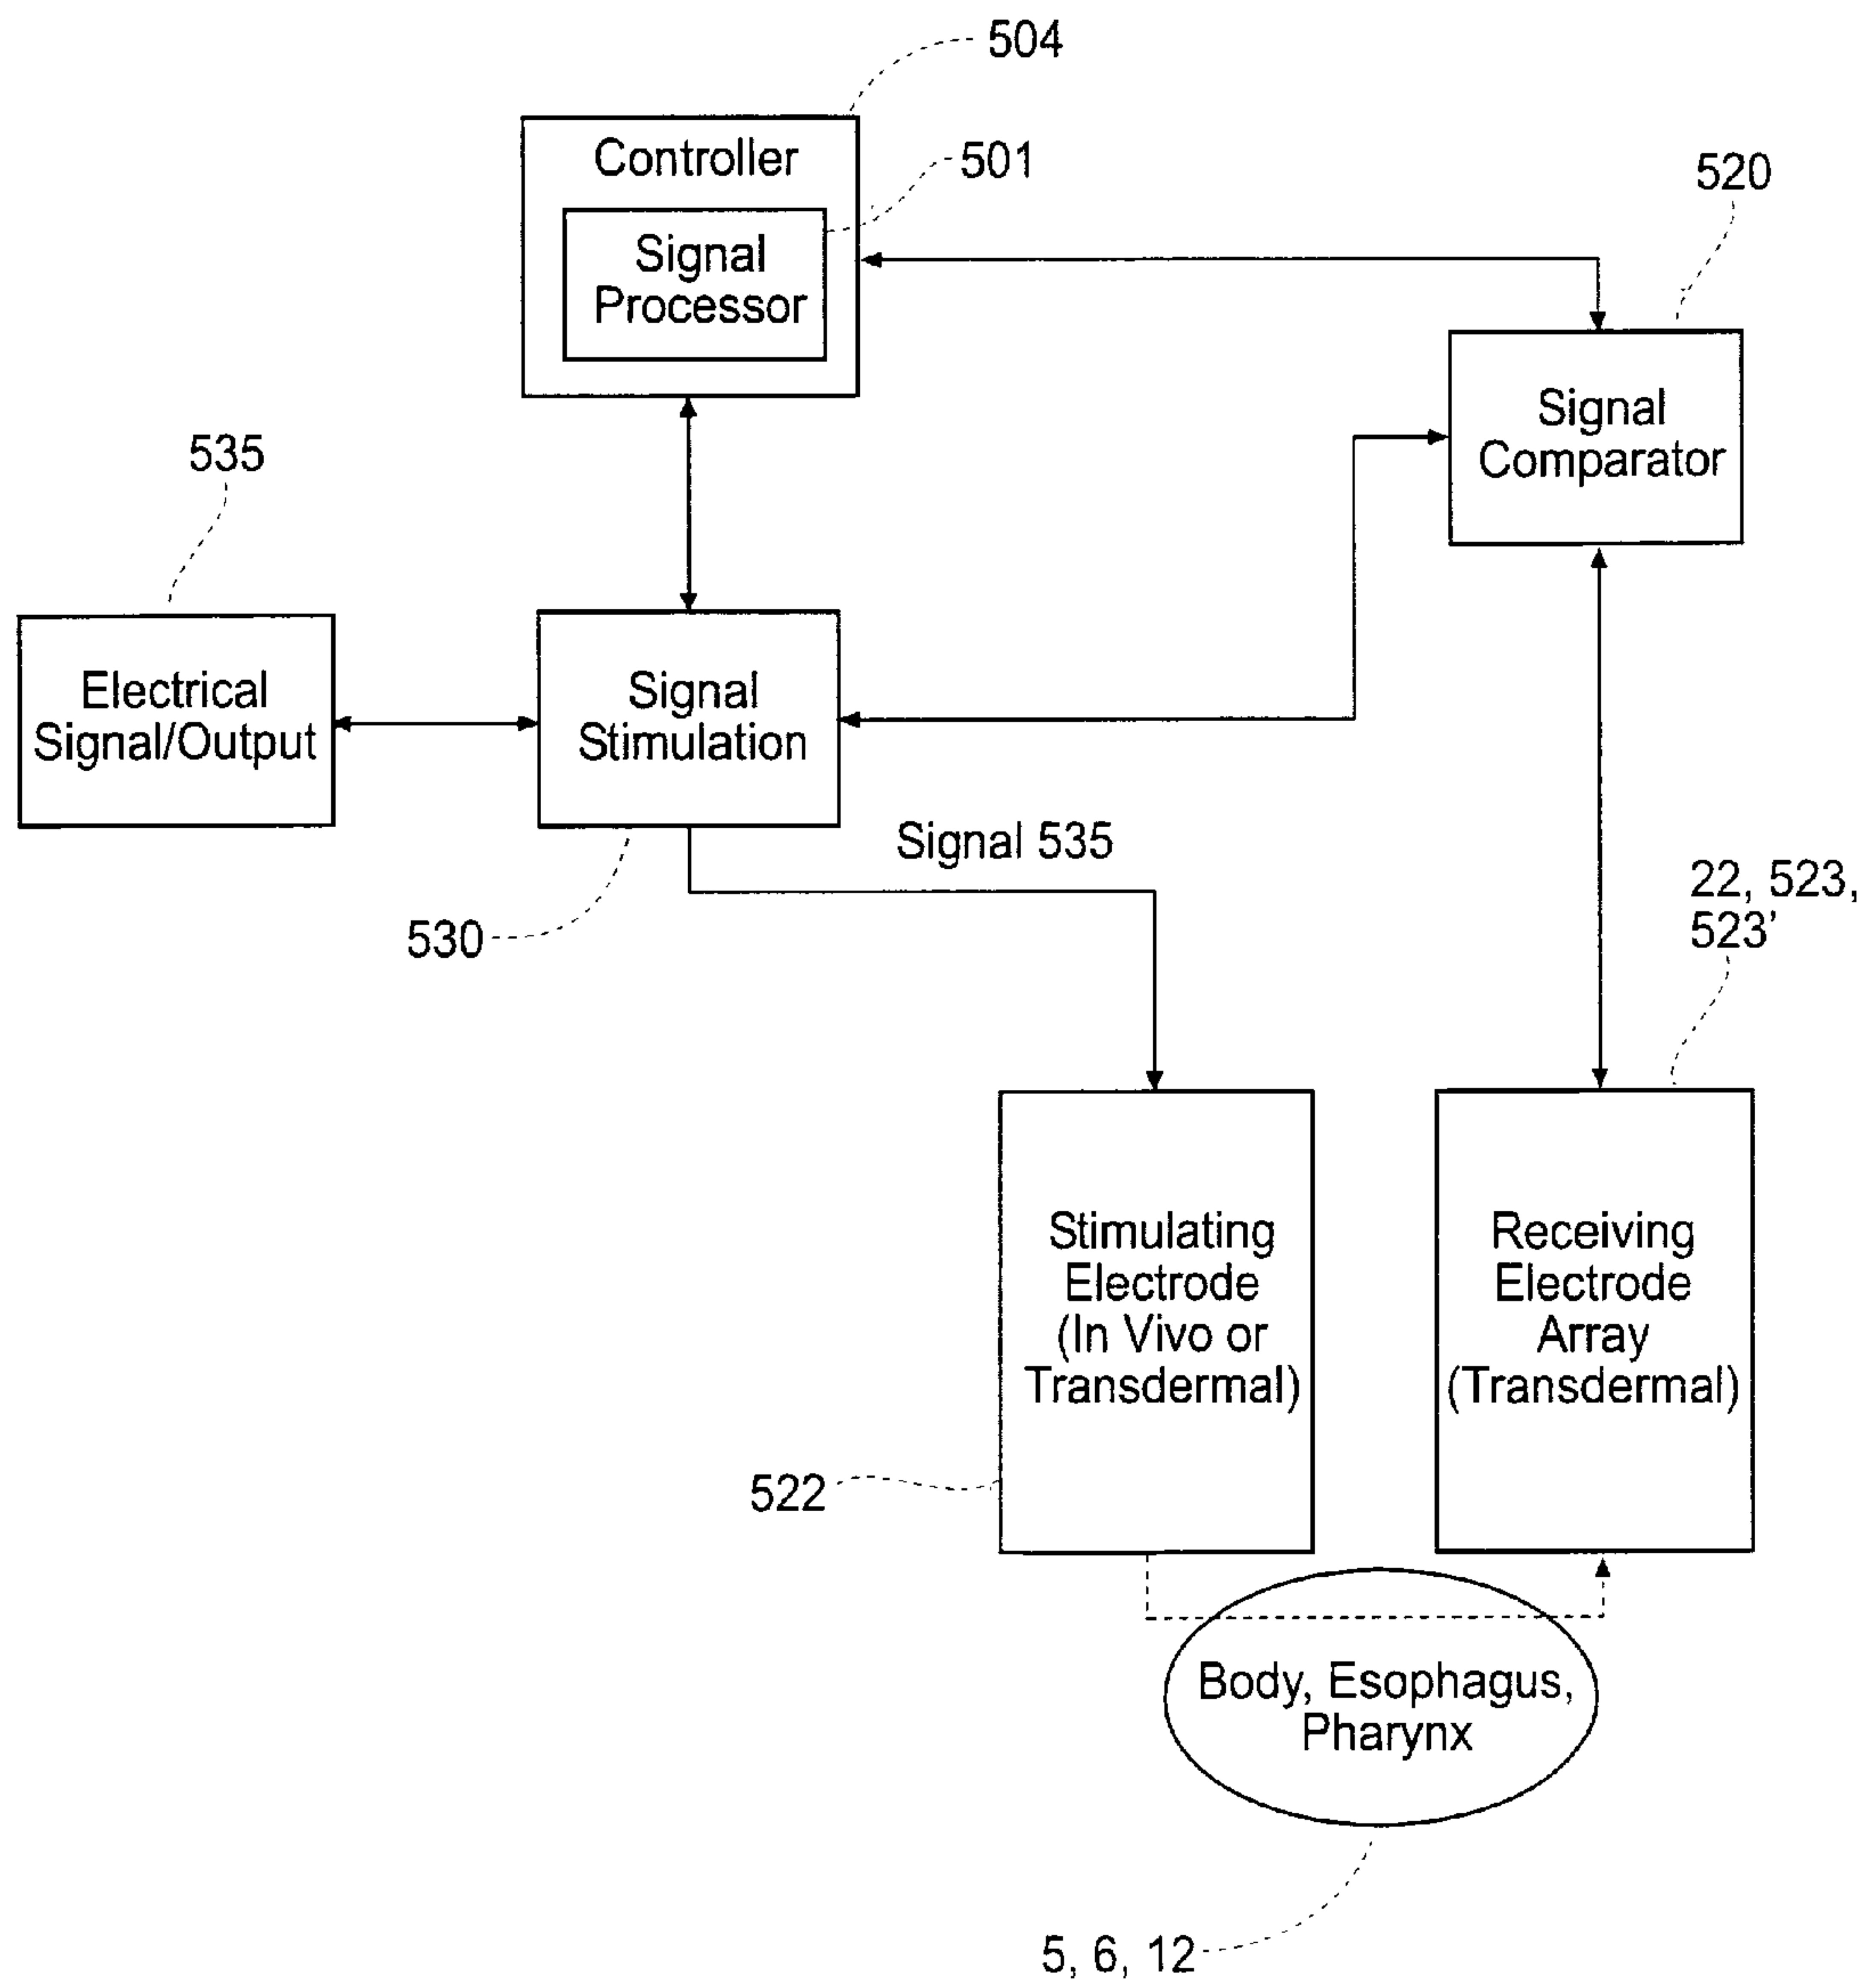 504
Controller
501
Signal
Processor
520
Signal
Comparator
535
Electrical
Signal/Output
Signal
Stimulation
Signal 535
530
22, 523,
523’
Stimulating
Electrode
(In Vivo or
Transdermal)
Receiving
Electrode
Array
(Transdermal)
522
Body, Esophagus,
Pharynx
5, 6, 12